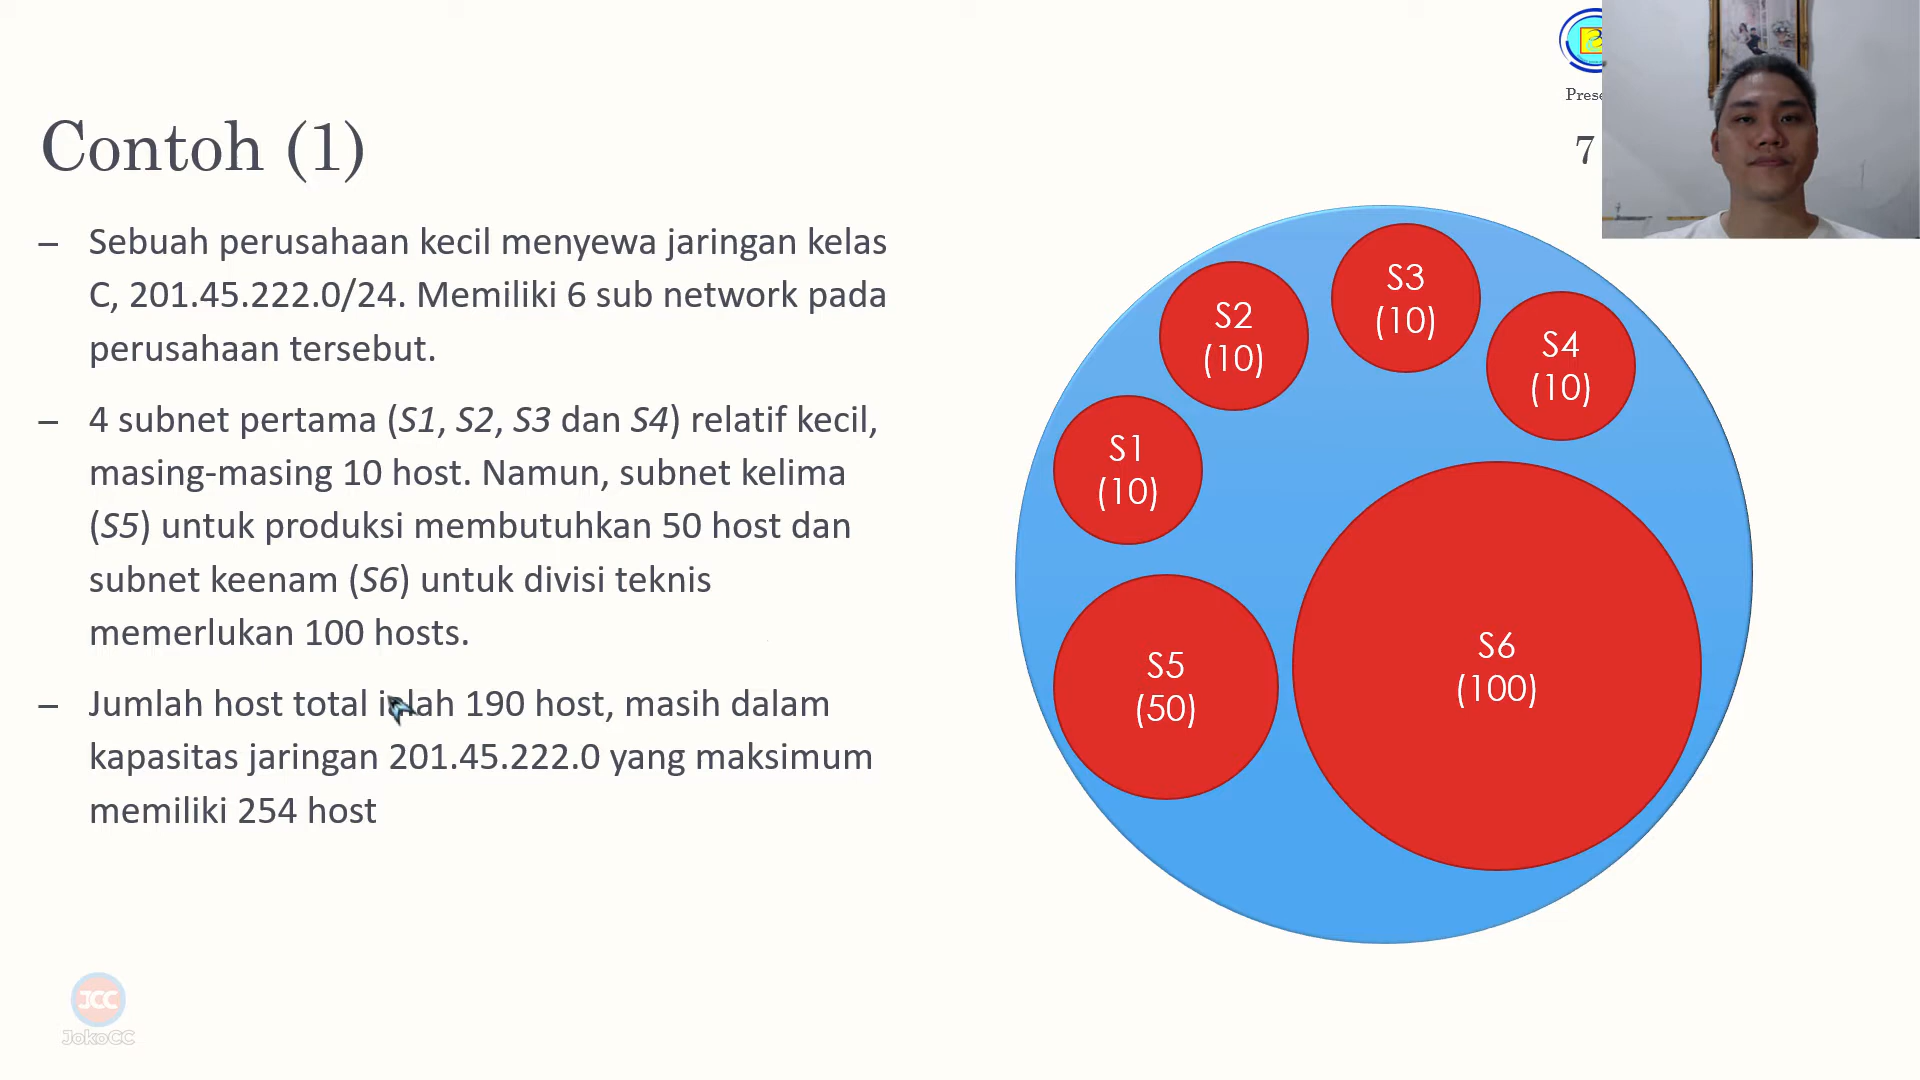 Contoh (1)
7
– Sebuah perusahaan kecil menyewa jaringan kelas
C, 201.45.222.0/24. Memiliki 6 sub network pada
perusahaan tersebut.
– 4 subnet pertama (S1, S2, S3 dan S4) relatif kecil,
masing-masing 10 host. Namun, subnet kelima
(S5) untuk produksi membutuhkan 50 host dan
subnet keenam (S6) untuk divisi teknis
memerlukan 100 hosts.
– Jumlah host total 190 host, masih dalam
kapasitas jaringan 201.45.222.0 yang maksimum
memiliki 254 host
S1
(10)
S2
(10)
S3
(10)
S4
(10)
S5
(50)
S6
(100)
JCC
JokoCC